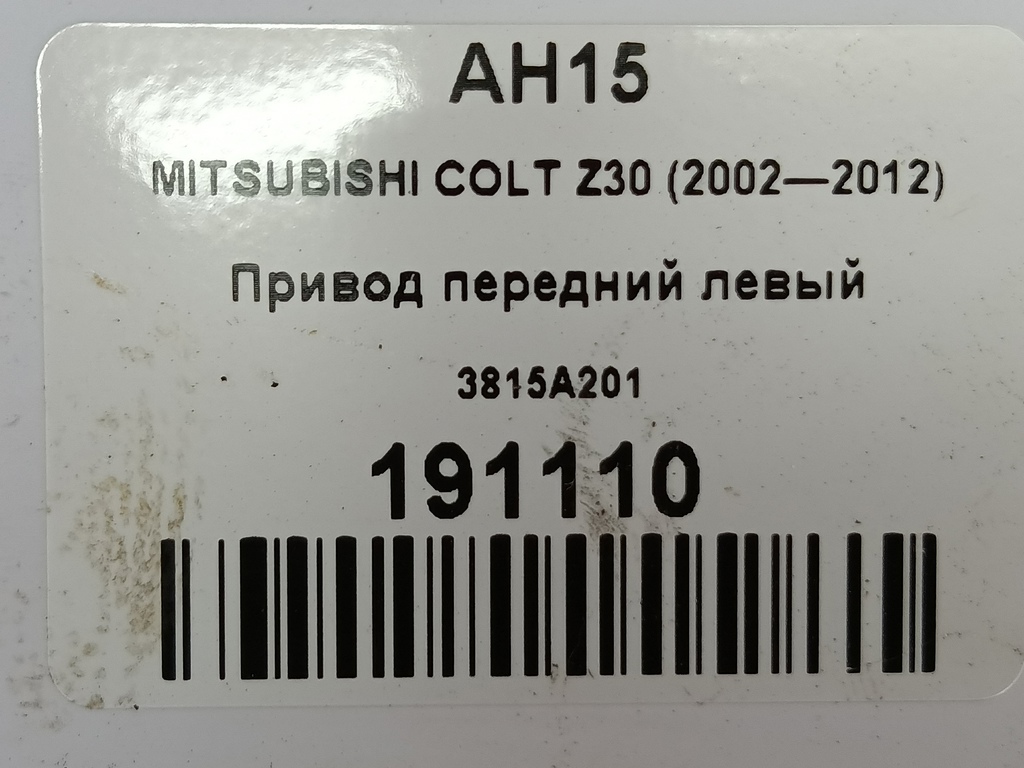 AH15
MITSUBISHI COLT Z30 (2002—2012)
Привод передний левый
3815A201
191110